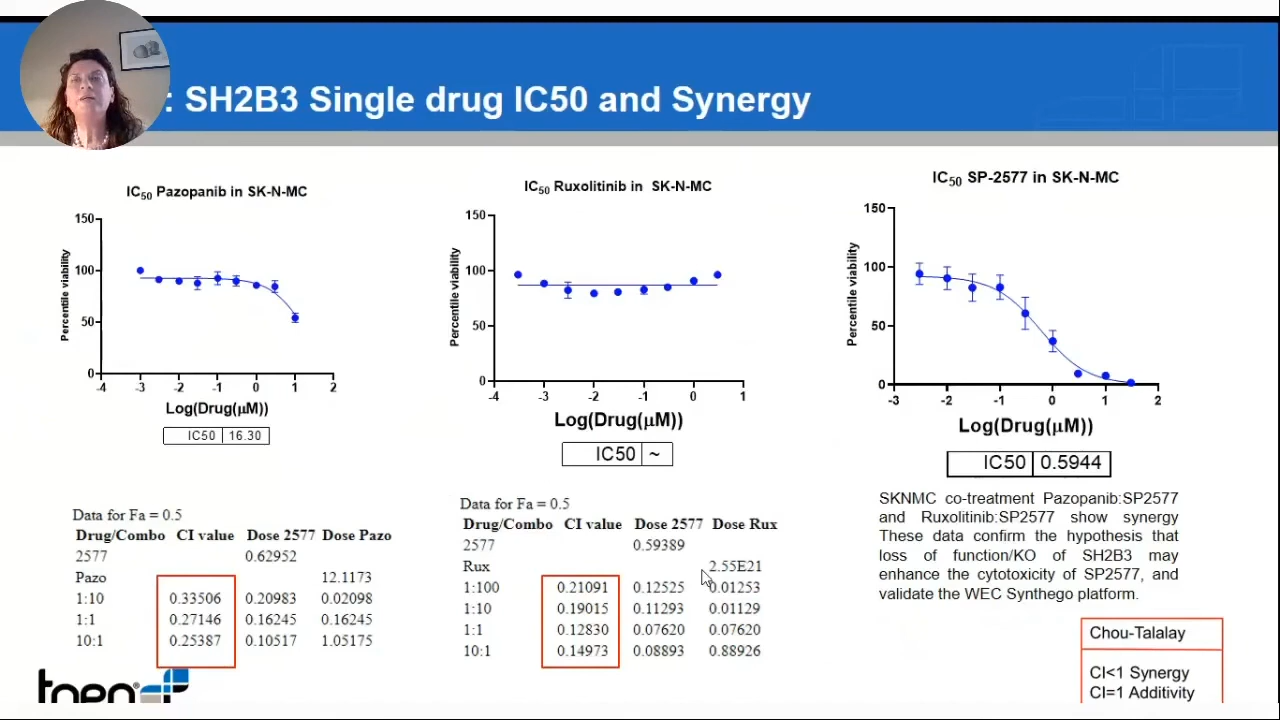 : SH2B3 Single drug IC50 and Synergy
IC50 Pazopanib in SK-N-MC
Percentile viability
150
100
50
0
-4 -3 -2 -1 0 1 2
Log(Drug(μM))
IC50 16.30
IC50 Ruxolitinib in SK-N-MC
Percentile viability
150
100
50
0
-4 -3 -2 -1 0 1
Log(Drug(μM))
IC50 ~
IC50 SP-2577 in SK-N-MC
Percentile viability
150
100
50
0
-3 -2 -1 0 1 2
Log(Drug(μM))
IC50 0.5944
Data for Fa = 0.5
Drug/Combo CI value Dose 2577 Dose Pazo
2577 0.62952
Pazo 12.1173
1:10 0.33506 0.20983 0.02098
1:1 0.27146 0.16245 0.16245
10:1 0.25387 0.10517 1.05175
Data for Fa = 0.5
Drug/Combo CI value Dose 2577 Dose Rux
2577 0.59389
Rux 2.55E21
1:100 0.21091 0.12525 0.01253
1:10 0.19015 0.11293 0.01129
1:1 0.12830 0.07620 0.07620
10:1 0.14973 0.08893 0.88926
SKNMC co-treatment Pazopanib:SP2577
and Ruxolitinib:SP2577 show synergy
These data confirm the hypothesis that
loss of function/KO of SH2B3 may
enhance the cytotoxicity of SP2577, and
validate the WEC Synthego platform.
Chou-Talalay
CI<1 Synergy
CI=1 Additivity